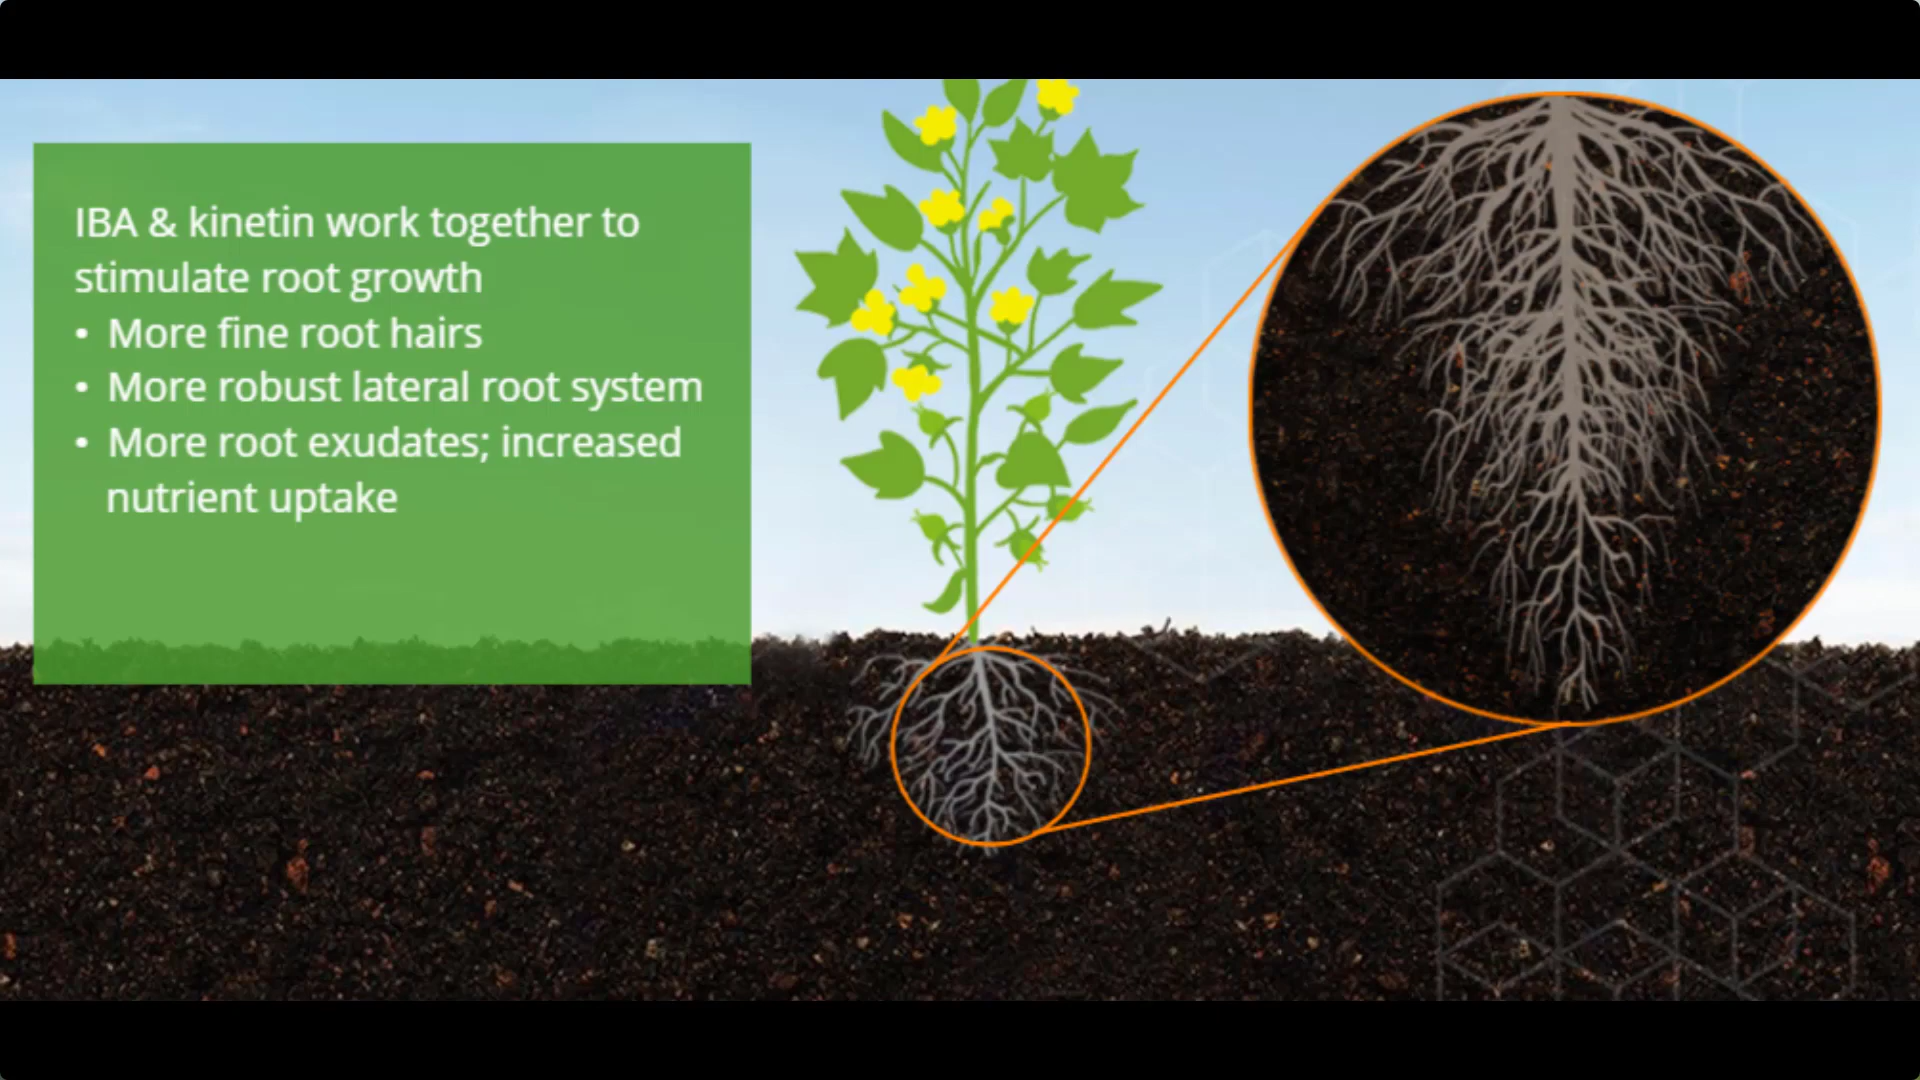 IBA & kinetin work together to
stimulate root growth
• More fine root hairs
• More robust lateral root system
• More root exudates; increased
nutrient uptake